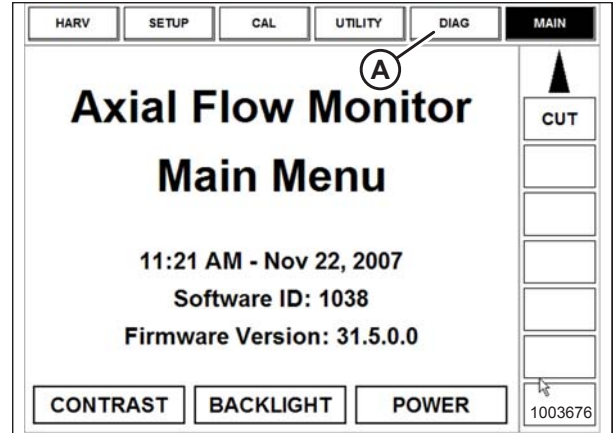 HARV SETUP CAL UTILITY DIAG MAIN
A
Axial Flow Monitor
CUT
Main Menu
11:21 AM - Nov 22, 2007
Software ID: 1038
Firmware Version: 31.5.0.0
CONTRAST BACKLIGHT POWER
1003676